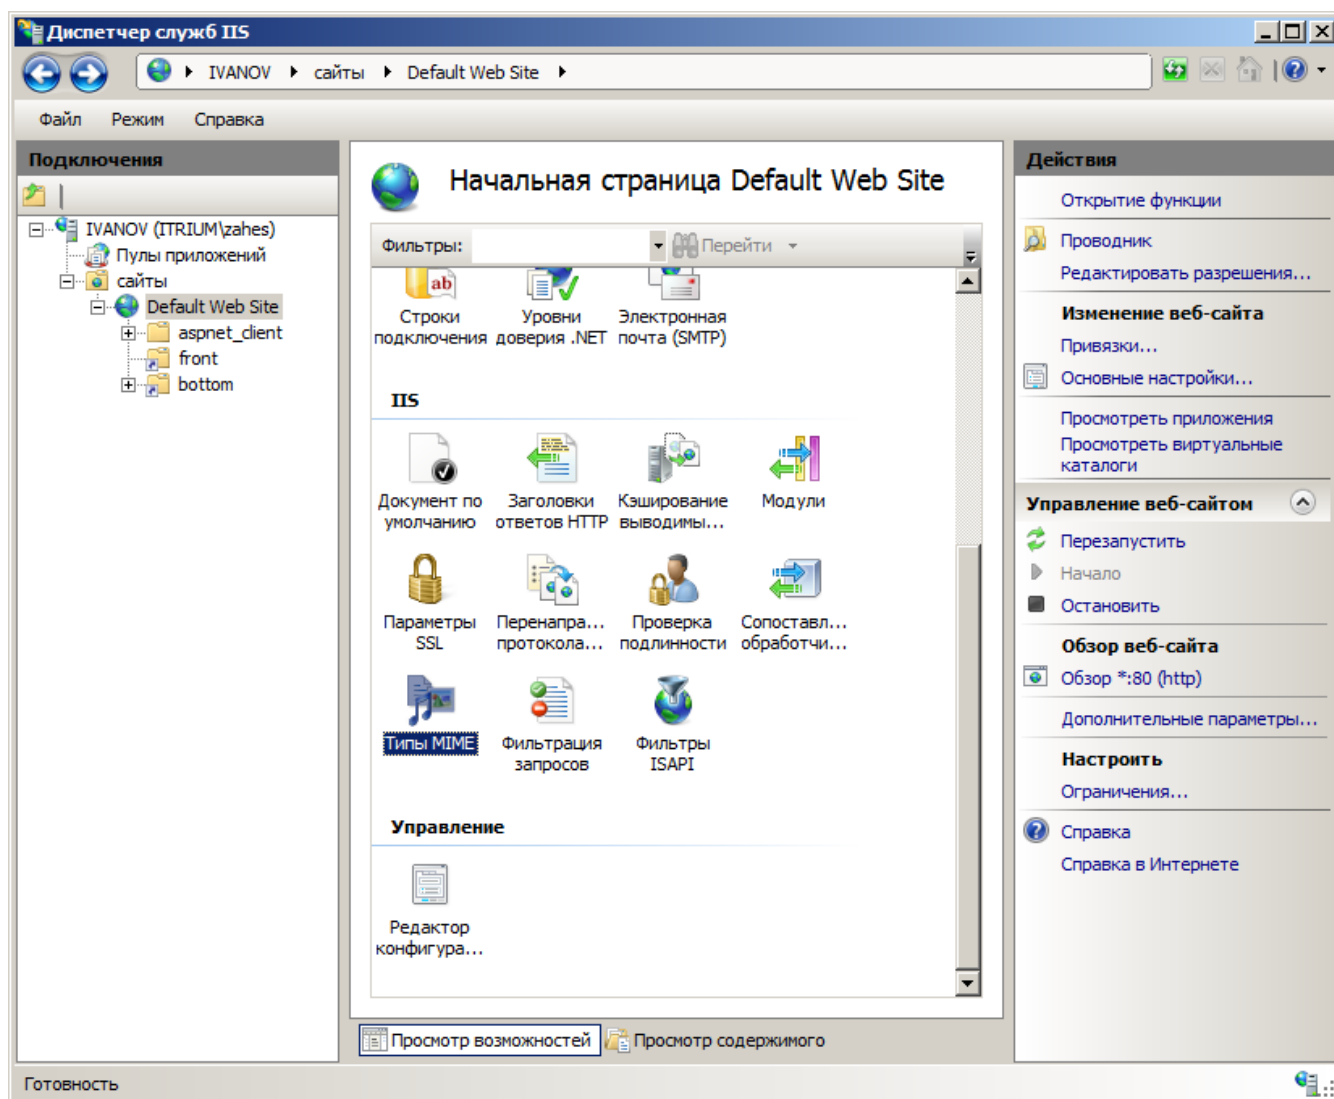 Диспетчер служб IIS
IVANOV сайты Default Web Site
Файл Режим Справка
Подключения
IVANOV (ITRIUM\zahes)
Пулы приложений
сайты
Default Web Site
aspnet_client
front
bottom
Начальная страница Default Web Site
Фильтры: Перейти
ab
Строки подключения
Уровни доверия .NET
Электронная почта (SMTP)
IIS
Документ по умолчанию
Заголовки ответов HTTP
Кэширование выводимы...
Модули
Параметры SSL
Перенапра... протокола...
Проверка подлинности
Сопоставл... обработчи...
Типы MIME
Фильтрация запросов
Фильтры ISAPI
Управление
Редактор конфигура...
Просмотр возможностей Просмотр содержимого
Действия
Открытие функции
Проводник
Редактировать разрешения...
Изменение веб-сайта
Привязки...
Основные настройки...
Просмотреть приложения
Просмотреть виртуальные
каталоги
Управление веб-сайтом
Перезапустить
Начало
Остановить
Обзор веб-сайта
Обзор *:80 (http)
Дополнительные параметры...
Настроить
Ограничения...
Справка
Справка в Интернете
Готовность